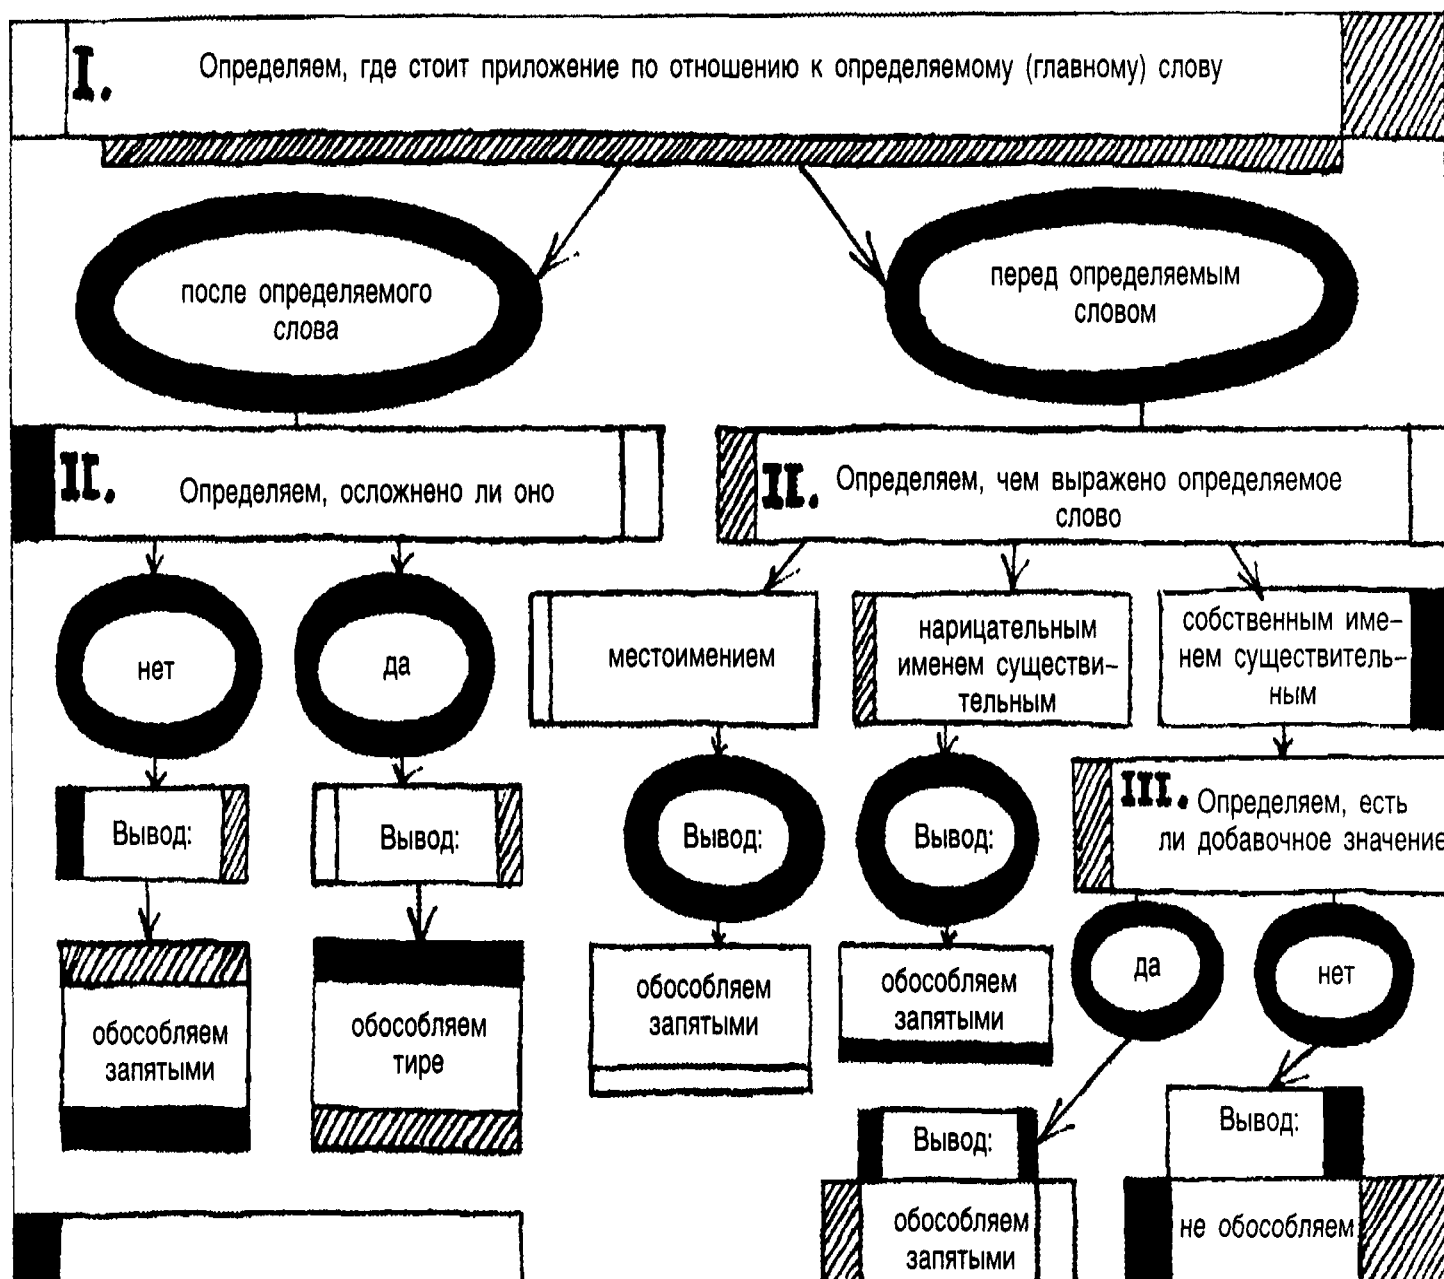 I.
Определяем, где стоит приложение по отношению к определяемому (главному) слову
после определяемого
слова
перед определяемым
словом
II.
Определяем, осложнено ли оно
II.
Определяем, чем выражено определяемое
слово
нет
да
местоимением
нарицательным
именем существи-
тельным
собственным име-
нем существитель-
ным
Вывод:
Вывод:
Вывод:
Вывод:
III.
Определяем, есть
ли добавочное значение
обособляем
запятыми
обособляем
тире
обособляем
запятыми
обособляем
запятыми
да
нет
Вывод:
обособляем
запятыми
Вывод:
не обособляем